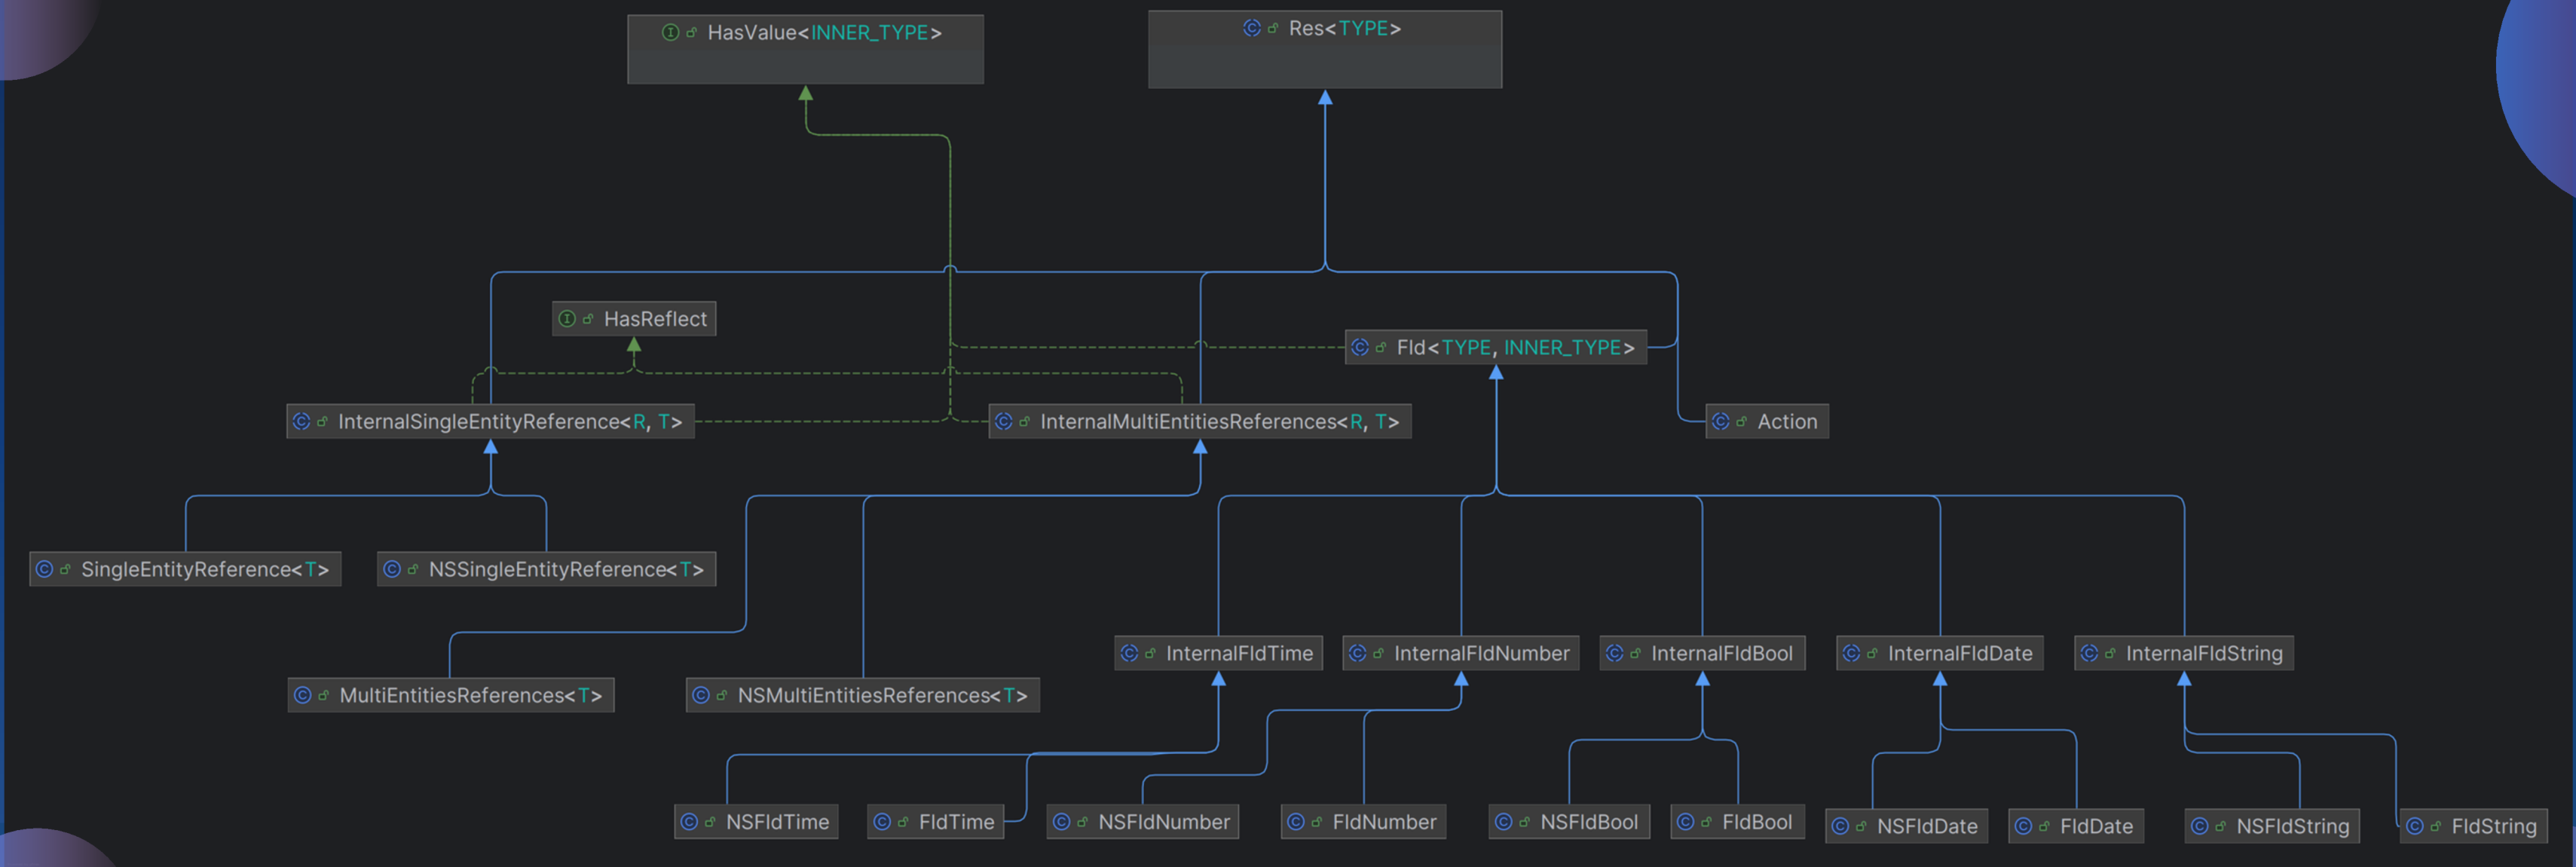 HasValue<INNER_TYPE>
Res<TYPE>
HasReflect
Fld<TYPE, INNER_TYPE>
InternalSingleEntityReference<R, T>
InternalMultiEntitiesReferences<R, T>
Action
SingleEntityReference<T>
NSSingleEntityReference<T>
InternalFldTime
InternalFldNumber
InternalFldBool
InternalFldDate
InternalFldString
MultiEntitiesReferences<T>
NSMultiEntitiesReferences<T>
NSFldTime
FldTime
NSFldNumber
FldNumber
NSFldBool
FldBool
NSFldDate
FldDate
NSFldString
FldString